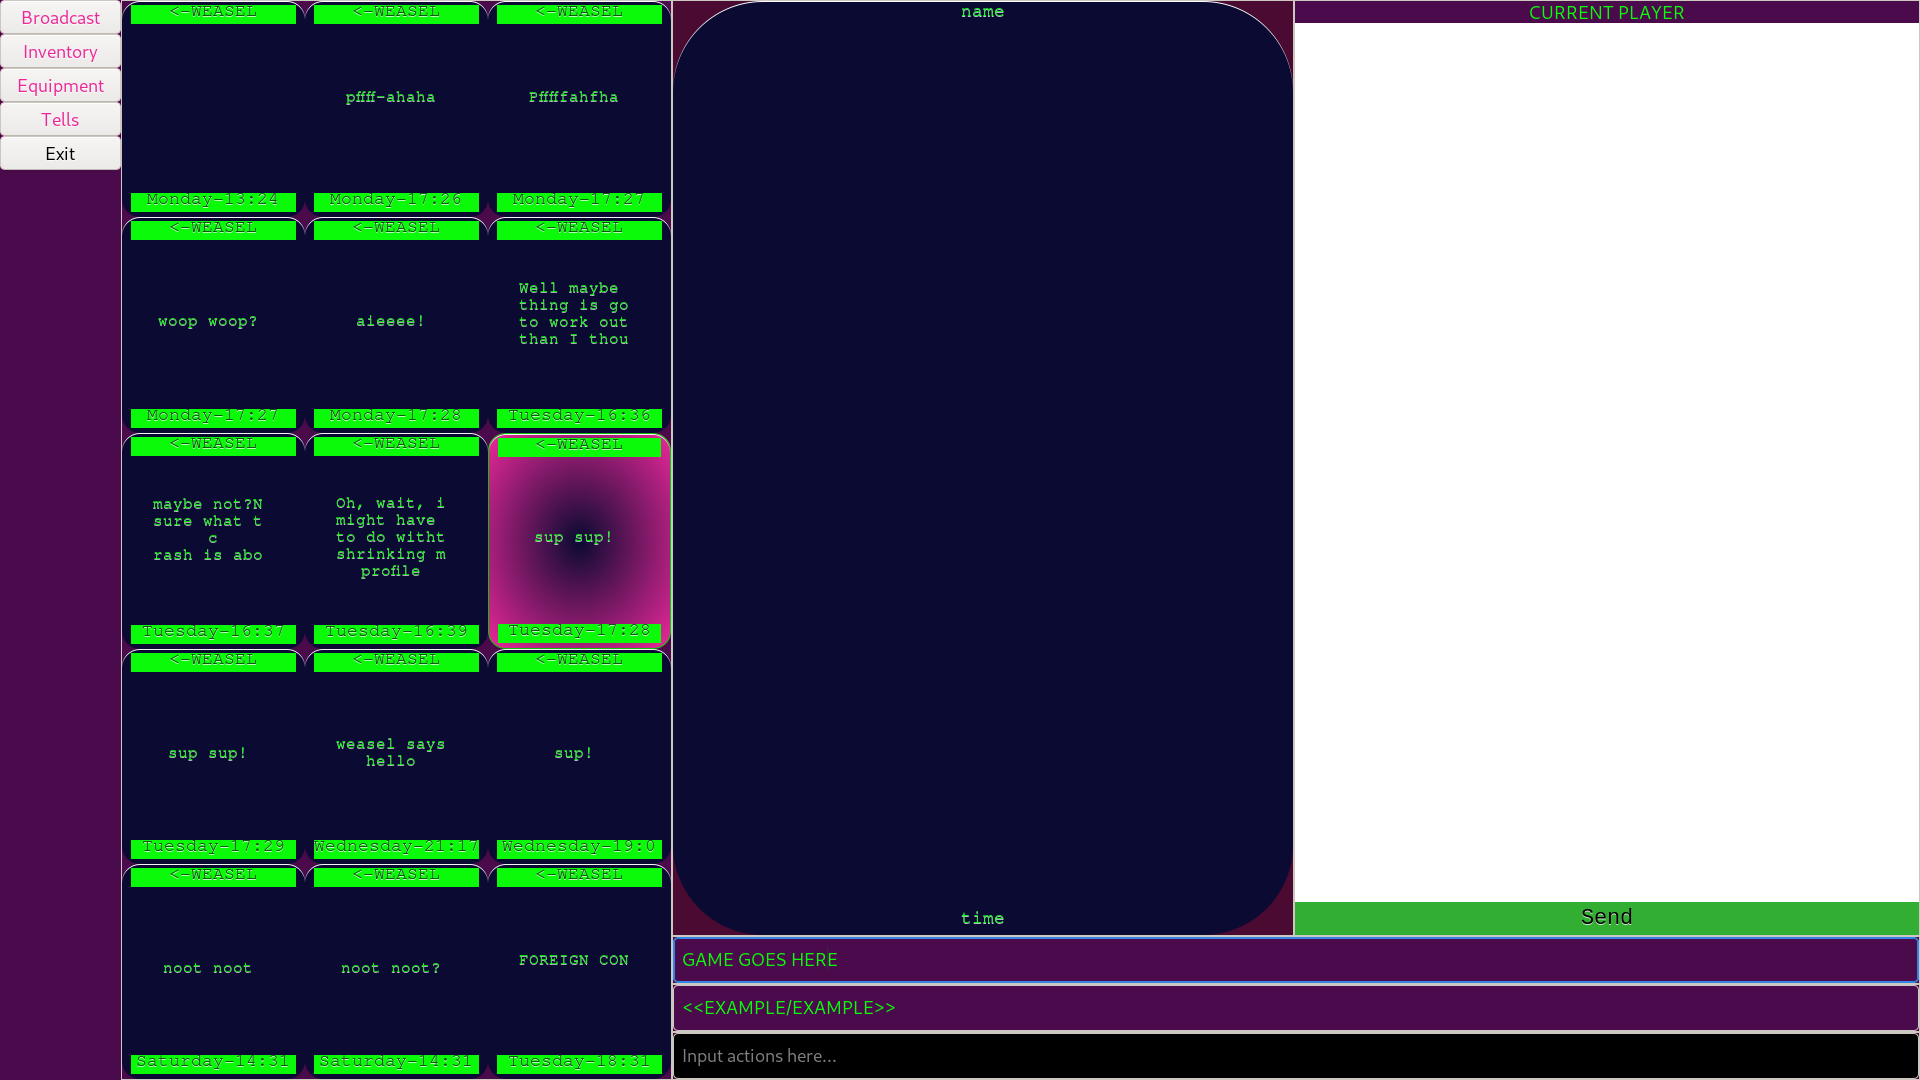 Broadcast
Inventory
Equipment
Tells
Exit
<-WEASEL
Monday-13:24
<-WEASEL
pffff-ahaha
Monday-17:26
<-WEASEL
Pfffffahfha
Monday-17:27
<-WEASEL
woop woop?
Monday-17:27
<-WEASEL
aieeee!
Monday-17:28
<-WEASEL
Well maybe
thing is go
to work out
than I thou
Tuesday-16:36
<-WEASEL
maybe not?N
sure what t
c
rash is abo
Tuesday-16:37
<-WEASEL
Oh, wait, i
might have
to do witht
shrinking m
profile
Tuesday-16:39
<-WEASEL
sup sup!
Tuesday-17:28
<-WEASEL
sup sup!
Tuesday-17:29
<-WEASEL
weasel says
hello
Wednesday-21:17
<-WEASEL
sup!
Wednesday-19:0
<-WEASEL
noot noot
Saturday-14:31
<-WEASEL
noot noot?
Saturday-14:31
<-WEASEL
FOREIGN CON
Tuesday-18:31
name
time
CURRENT PLAYER
Send
GAME GOES HERE
<<EXAMPLE/EXAMPLE>>
Input actions here...